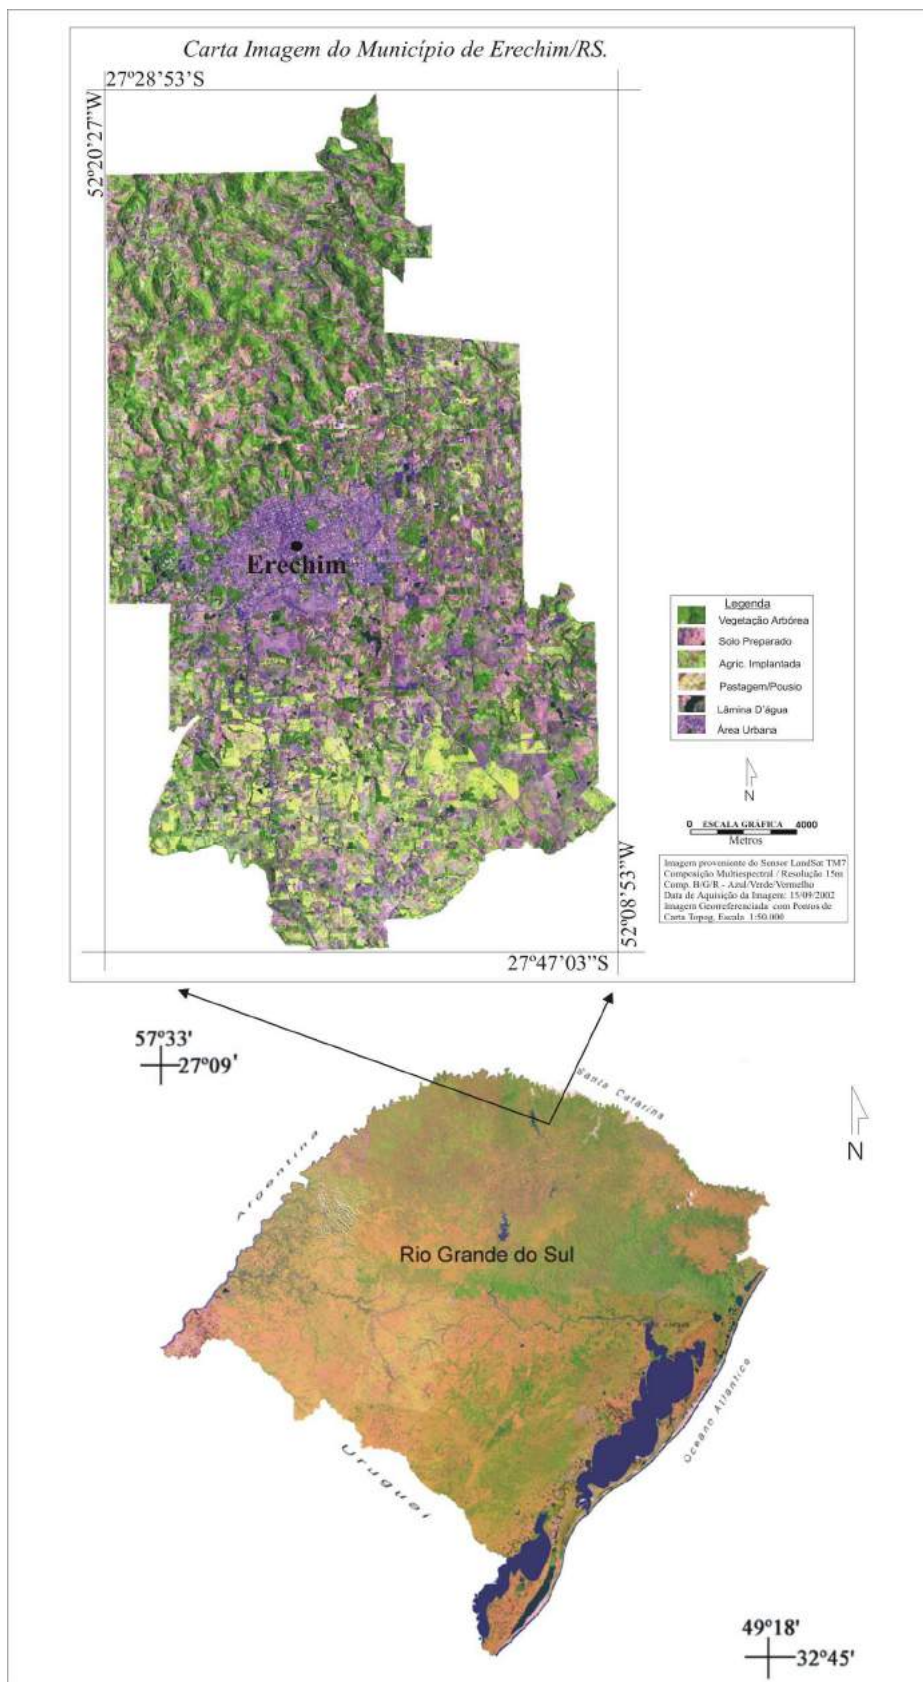 Carta Imagem do Município de Erechim/RS.
27º28'53"S
52º20'27"W
Erechim
Legenda
Vegetação Arbórea
Solo Preparado
Agric. Implantada
Pastagem/Pousio
Lâmina D'água
Área Urbana
N
0 ESCALA GRÁFICA 4000
Metros
Imagem proveniente do Sensor LandSat TM7
Composição Multiespectral / Resolução 15m
Comp. B/G/R - Azul/Verde/Vermelho
Data de Aquisição da Imagem: 15/09/2002
Imagem Georreferenciada com Pontos de
Carta Topog. Escala 1:50.000
52º08'53"W
27º47'03"S
57º33'
27º09'
Santa Catarina
N
Argentina
Rio Grande do Sul
Oceano Atlântico
Uruguai
49º18'
32º45'